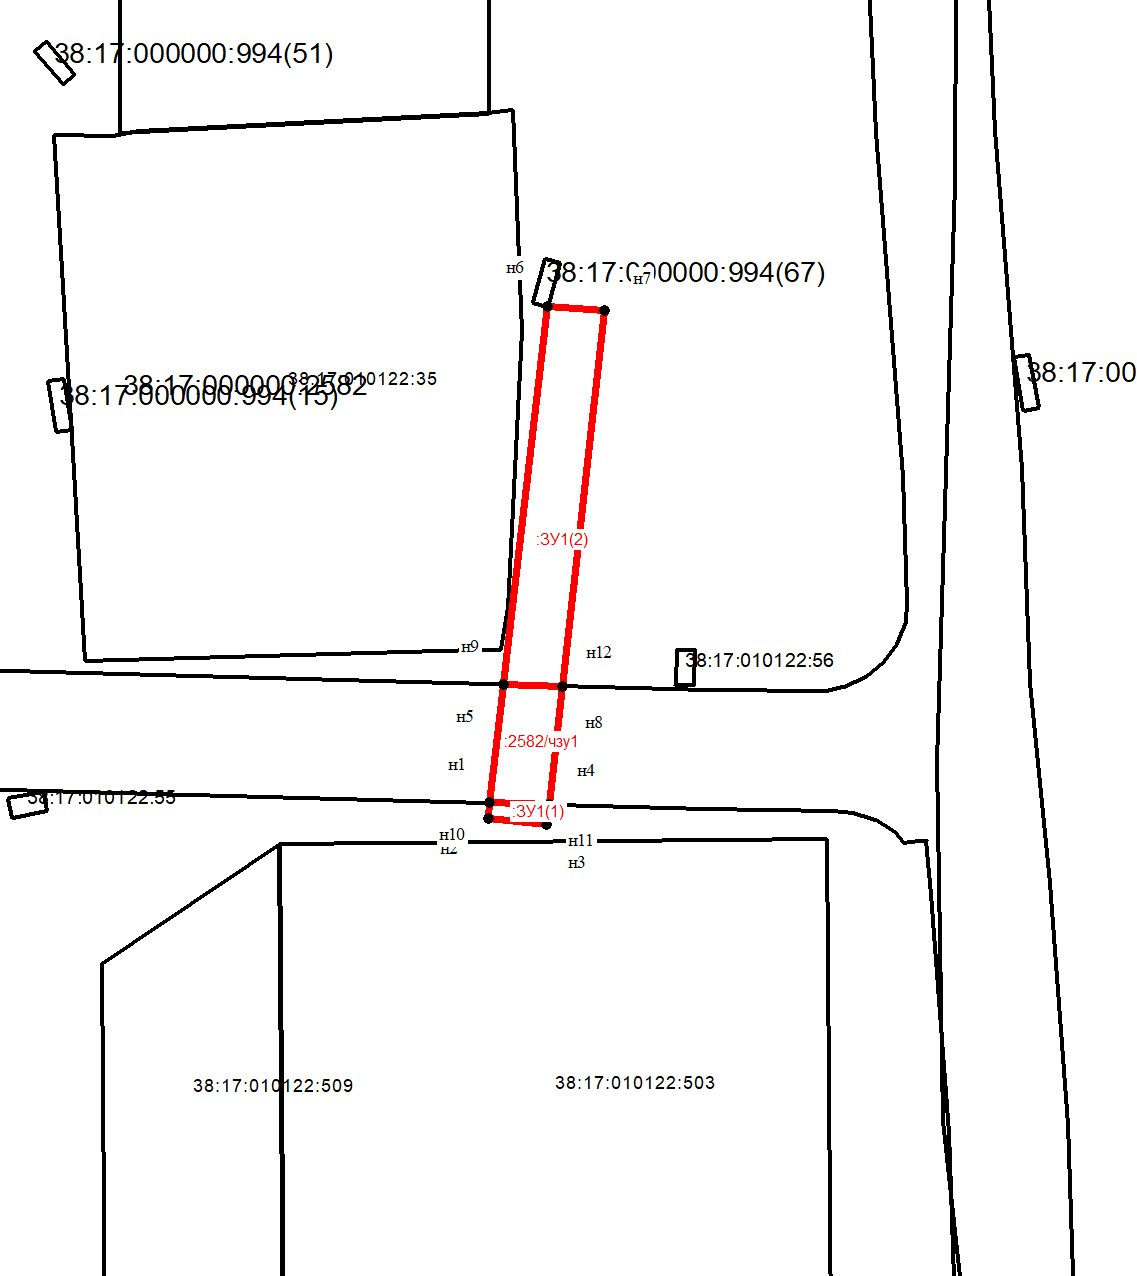 38:17:000000:994(51)
н6
38:17:000000:994(67)
н7
38:17:00
38:17:010122:35
38:17:000000:2582
38:17:000000:994(15)
:ЗУ1(2)
н9
н12
38:17:010122:56
н5
н8
:2582/чзу1
н1
н4
38:17:010122:55
:ЗУ1(1)
н10
н11
н2
н3
38:17:010122:509
38:17:010122:503